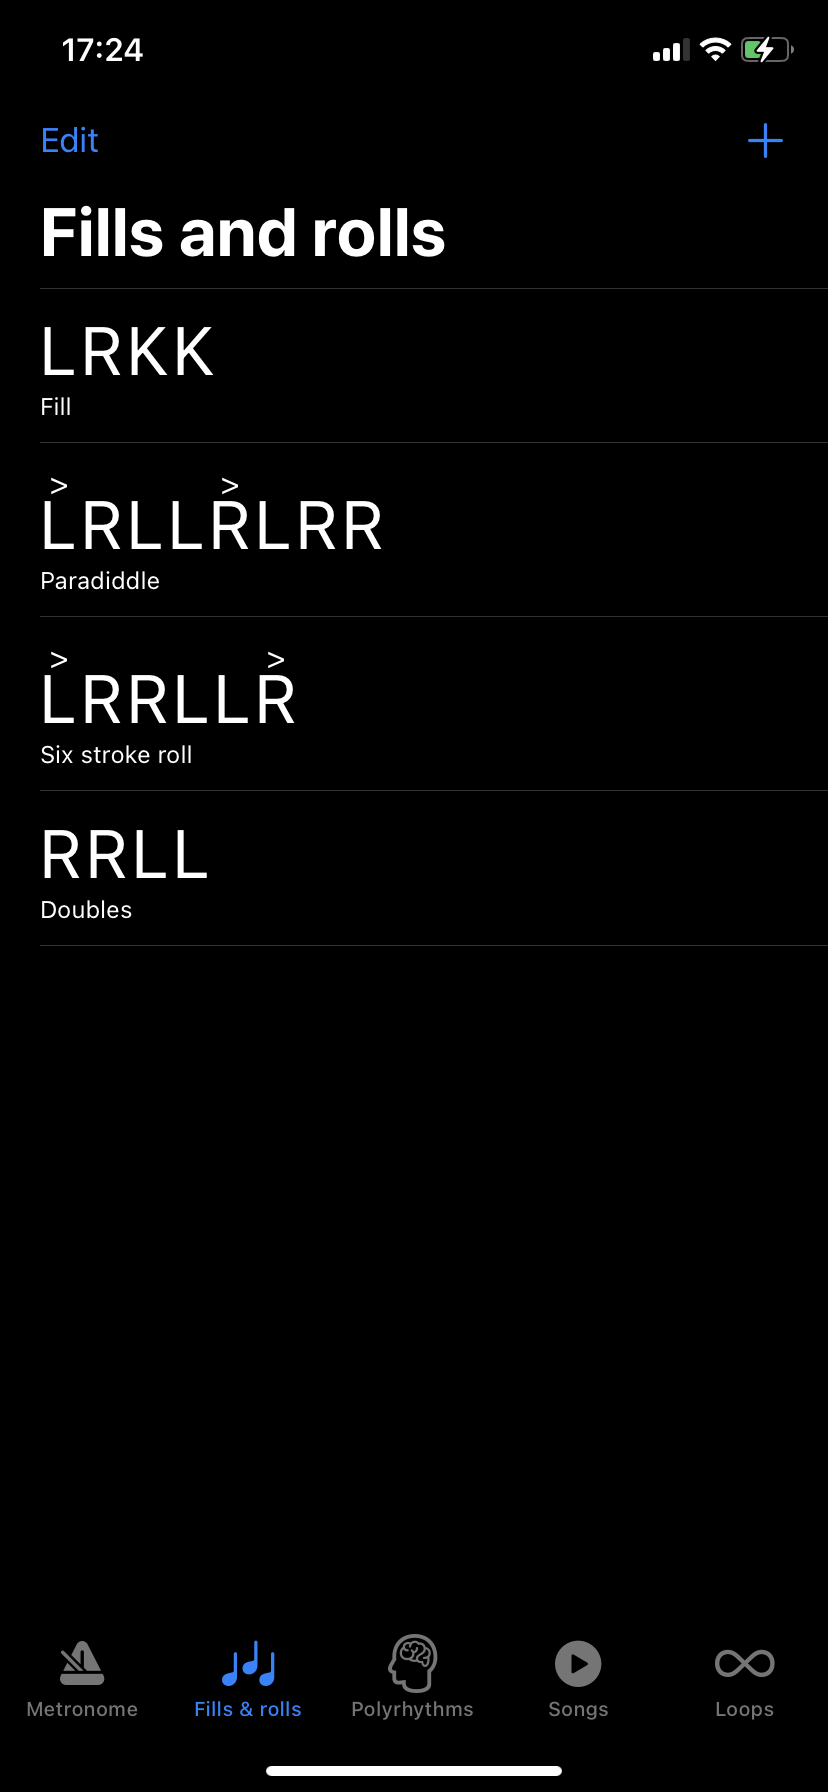 17:24
Edit
Fills and rolls
LRKK
Fill
> >
LRLLRLRR
Paradiddle
> >
LRRLLR
Six stroke roll
RRLL
Doubles
Metronome Fills & rolls Polyrhythms Songs Loops